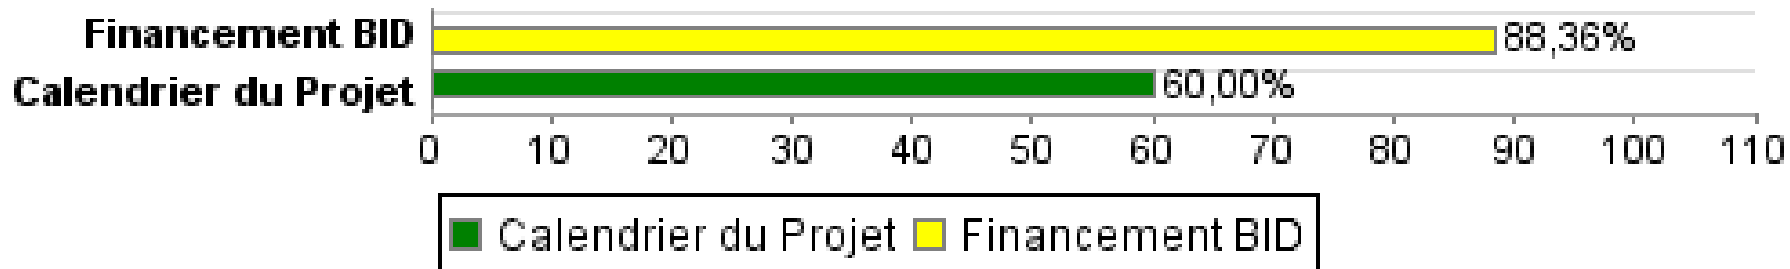 Financement BID 88,36%
Calendrier du Projet 60,00%
0 10 20 30 40 50 60 70 80 90 100 110
Calendrier du Projet Financement BID